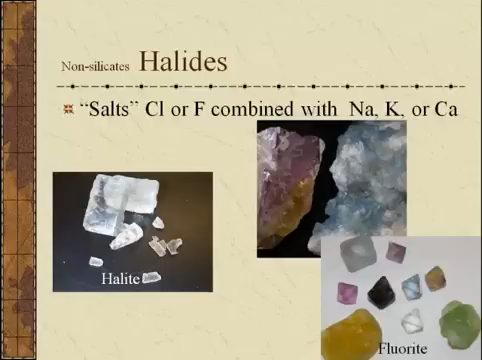 Non-silicates Halides
“Salts” Cl or F combined with Na, K, or Ca
Halite
Fluorite